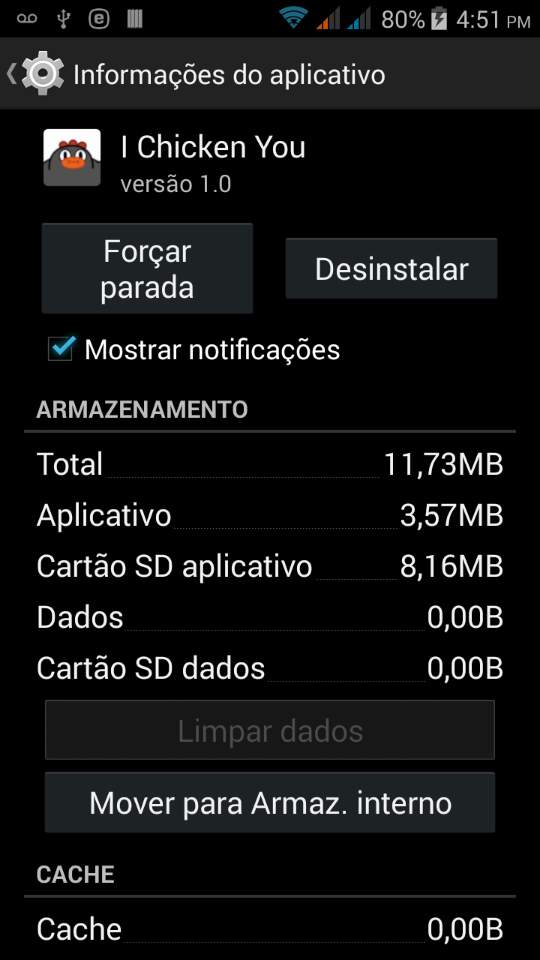 80% 4:51 PM
Informações do aplicativo
I Chicken You
versão 1.0
Forçar
parada
Desinstalar
Mostrar notificações
ARMAZENAMENTO
Total 11,73MB
Aplicativo 3,57MB
Cartão SD aplicativo 8,16MB
Dados 0,00B
Cartão SD dados 0,00B
Limpar dados
Mover para Armaz. interno
CACHE
Cache 0,00B